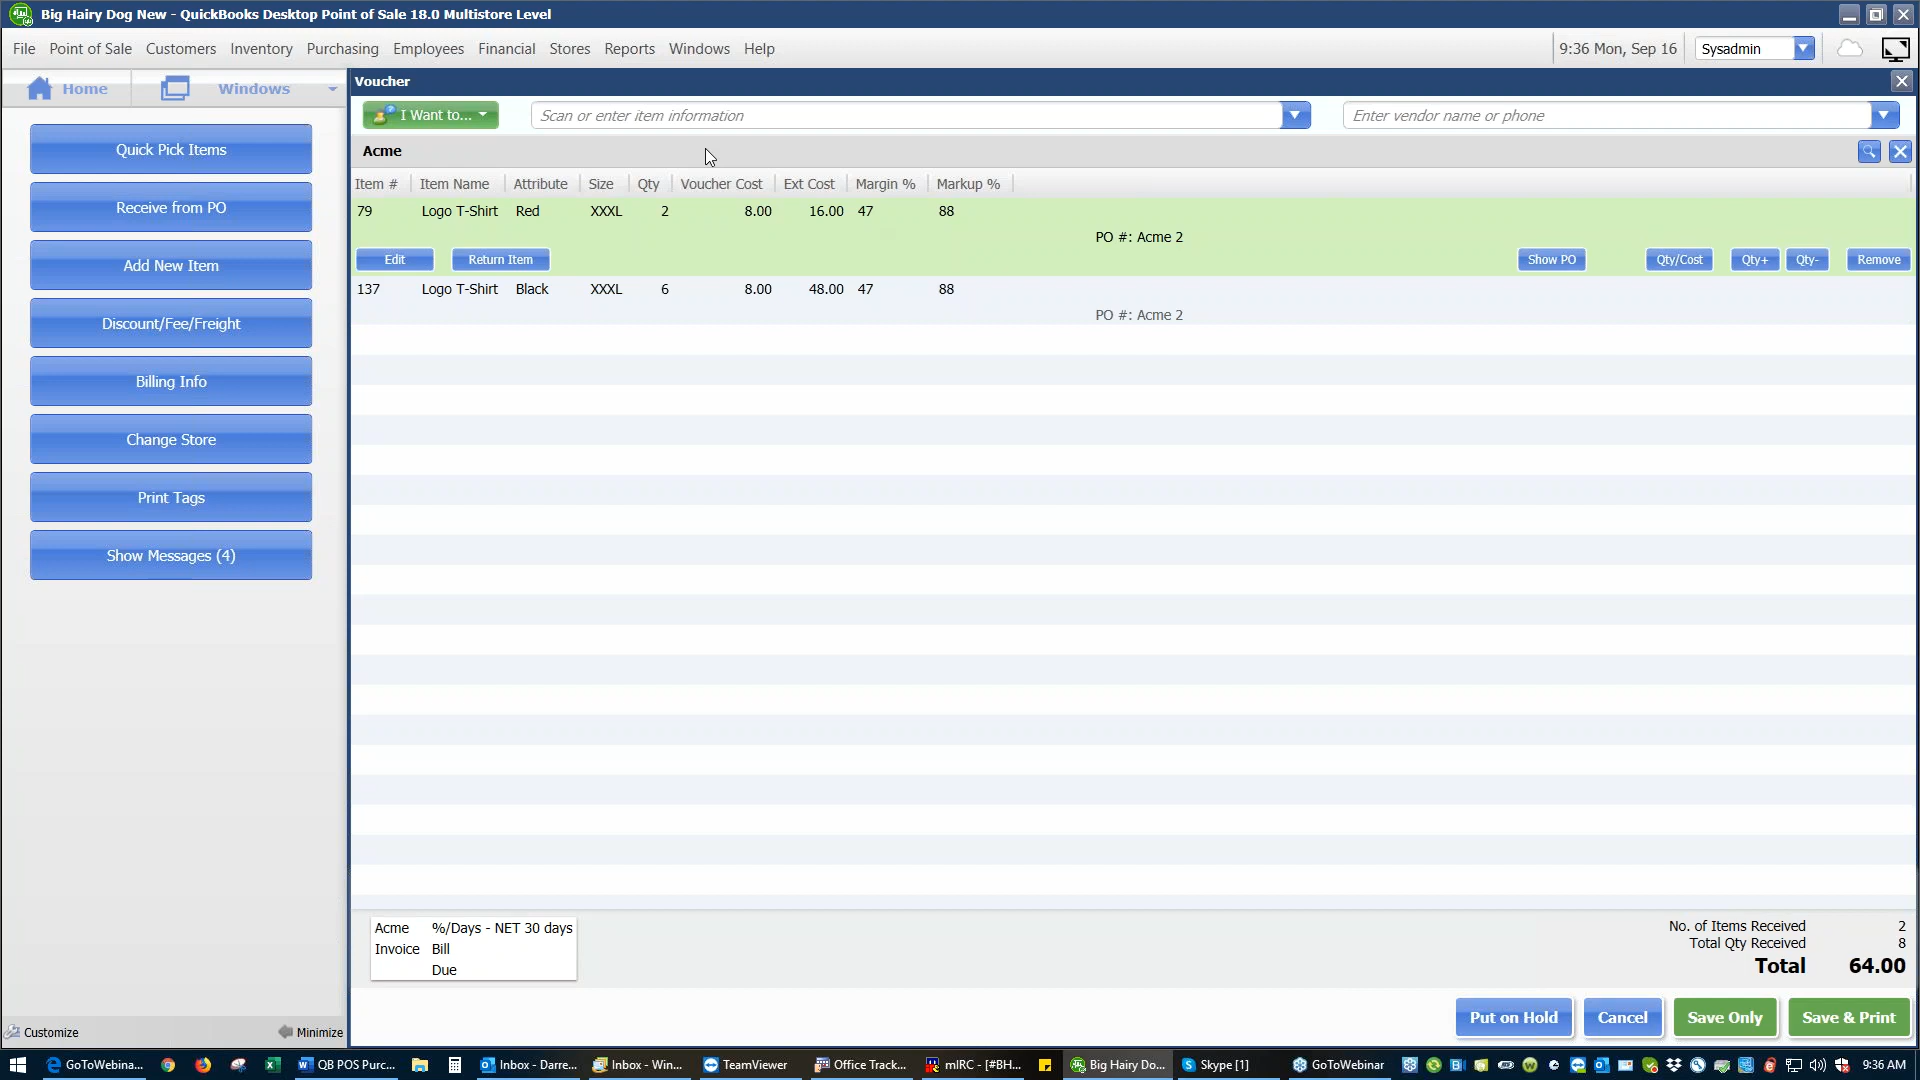 Big Hairy Dog New - QuickBooks Desktop Point of Sale 18.0 Multistore Level
File Point of Sale Customers Inventory Purchasing Employees Financial Stores Reports Windows Help 9:36 Mon, Sep 16 Sysadmin
Home Windows
Voucher
I Want to... Scan or enter item information Enter vendor name or phone
Acme
Item # Item Name Attribute Size Qty Voucher Cost Ext Cost Margin % Markup %
79 Logo T-Shirt Red XXXL 2 8.00 16.00 47 88
PO #: Acme 2
Edit Return Item Show PO Qty/Cost Qty+ Qty- Remove
137 Logo T-Shirt Black XXXL 6 8.00 48.00 47 88
PO #: Acme 2
Quick Pick Items
Receive from PO
Add New Item
Discount/Fee/Freight
Billing Info
Change Store
Print Tags
Show Messages (4)
Acme %/Days - NET 30 days
Invoice Bill
Due
No. of Items Received 2
Total Qty Received 8
Total 64.00
Put on Hold Cancel Save Only Save & Print
Customize Minimize
GoToWebina... QB POS Purc... Inbox - Darre... Inbox - Win... TeamViewer Office Track... mIRC - [#BH... Big Hairy Do... Skype [1] GoToWebinar 9:36 AM